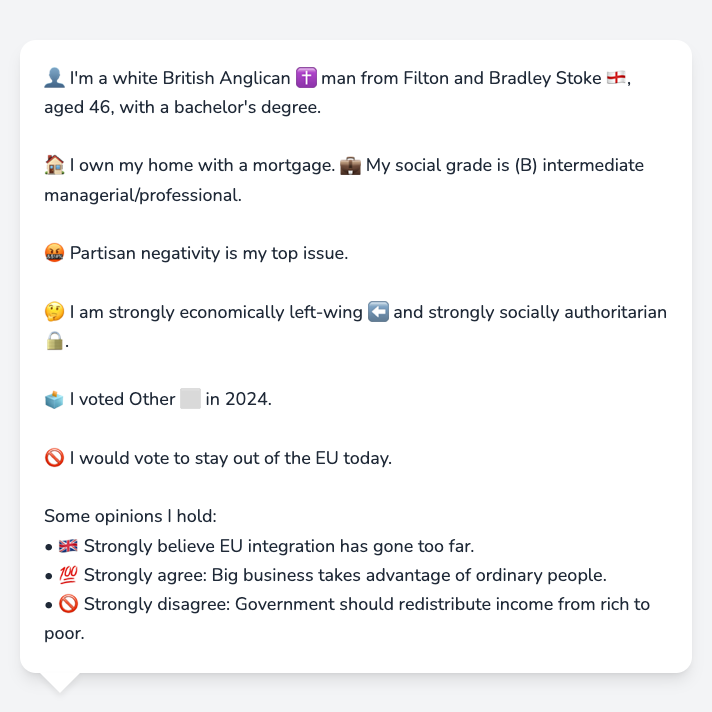 👤 I'm a white British Anglican ✝️ man from Filton and Bradley Stoke 🏴󠁧󠁢󠁥󠁮󠁧󠁿,
aged 46, with a bachelor's degree.
🏠 I own my home with a mortgage. 💼 My social grade is (B) intermediate
managerial/professional.
🤬 Partisan negativity is my top issue.
🤔 I am strongly economically left-wing ⬅️ and strongly socially authoritarian
🔒.
🗳️ I voted Other ⬜ in 2024.
🚫 I would vote to stay out of the EU today.
Some opinions I hold:
• 🇬🇧 Strongly believe EU integration has gone too far.
• 💯 Strongly agree: Big business takes advantage of ordinary people.
• 🚫 Strongly disagree: Government should redistribute income from rich to
poor.